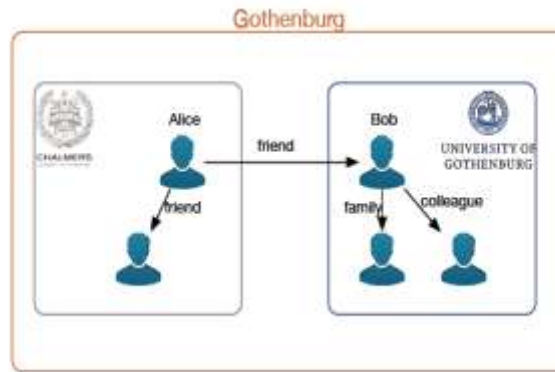 Gothenburg
Alice
Bob
CHALMERS
UNIVERSITY OF
GOTHENBURG
friend
friend
family
colleague